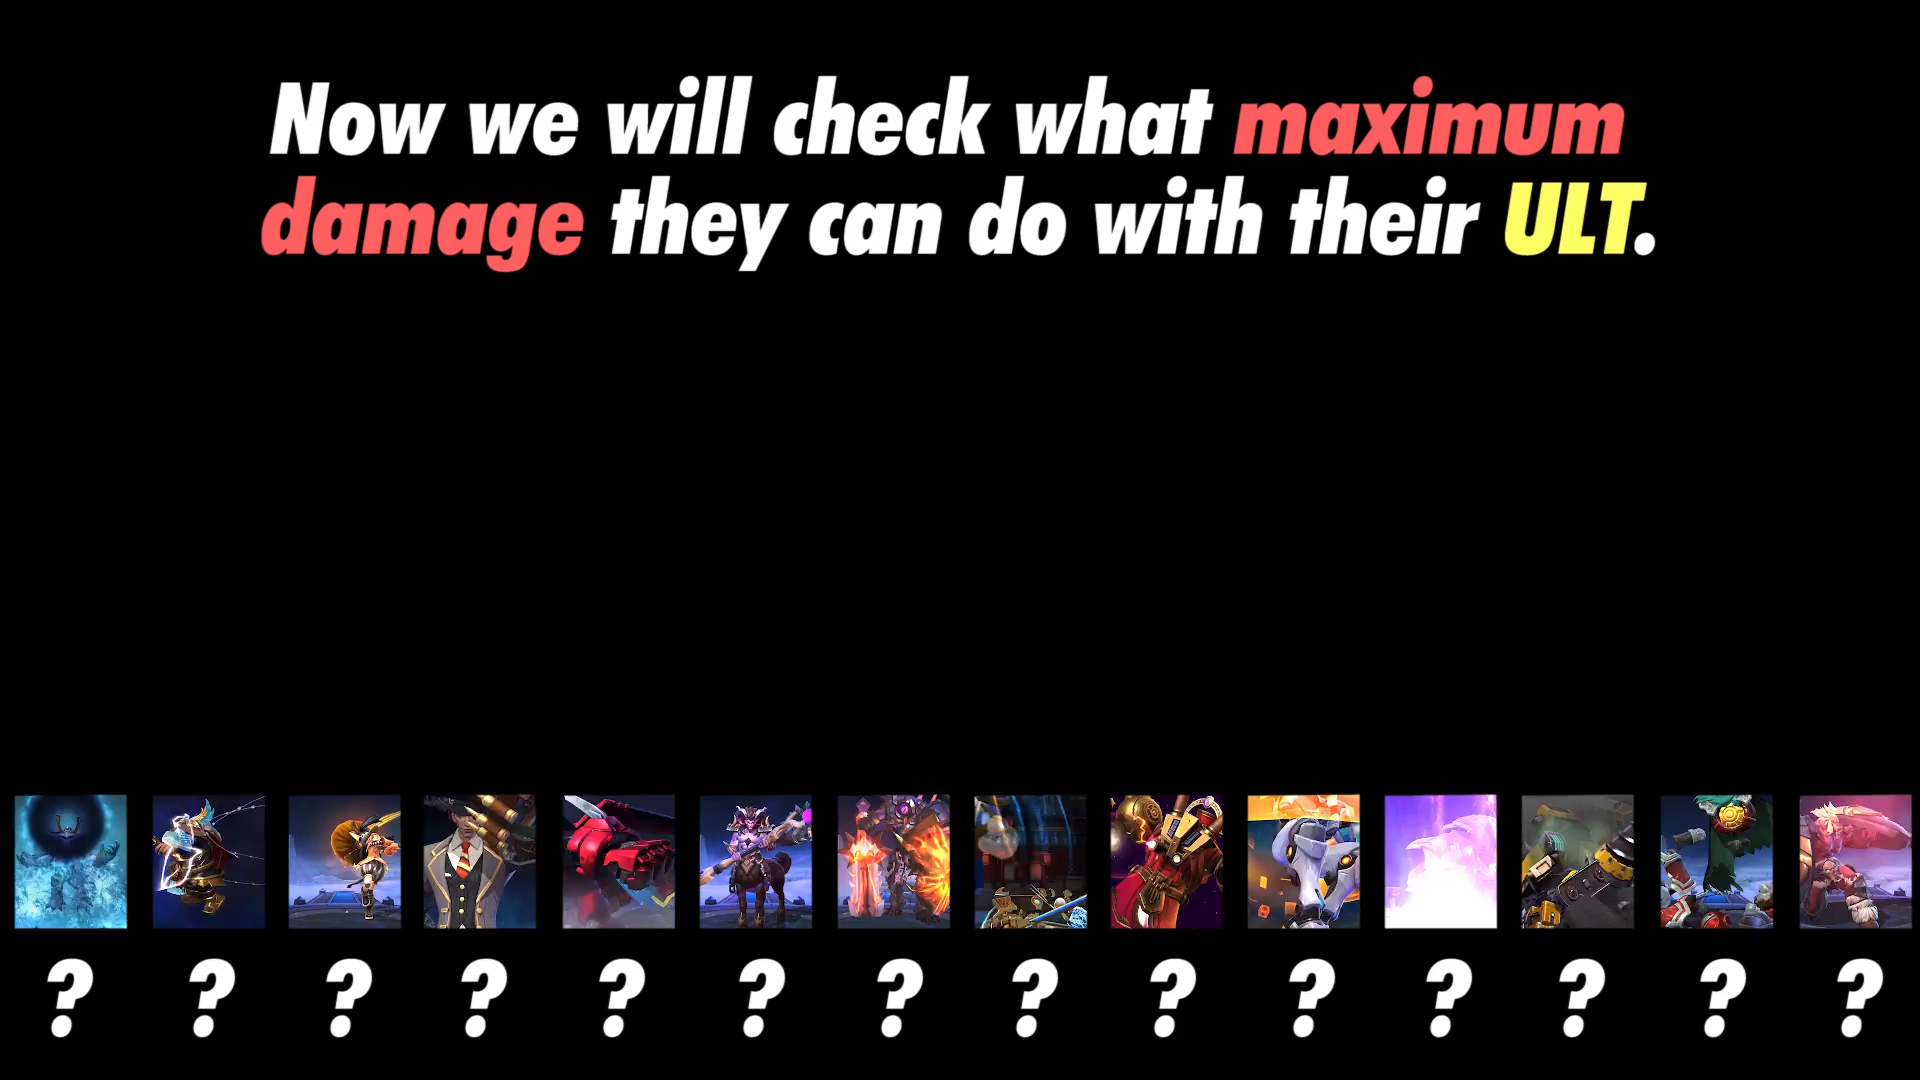 Now we will check what maximum
damage they can do with their ULT.
? ? ? ? ? ? ? ? ? ? ? ? ? ?